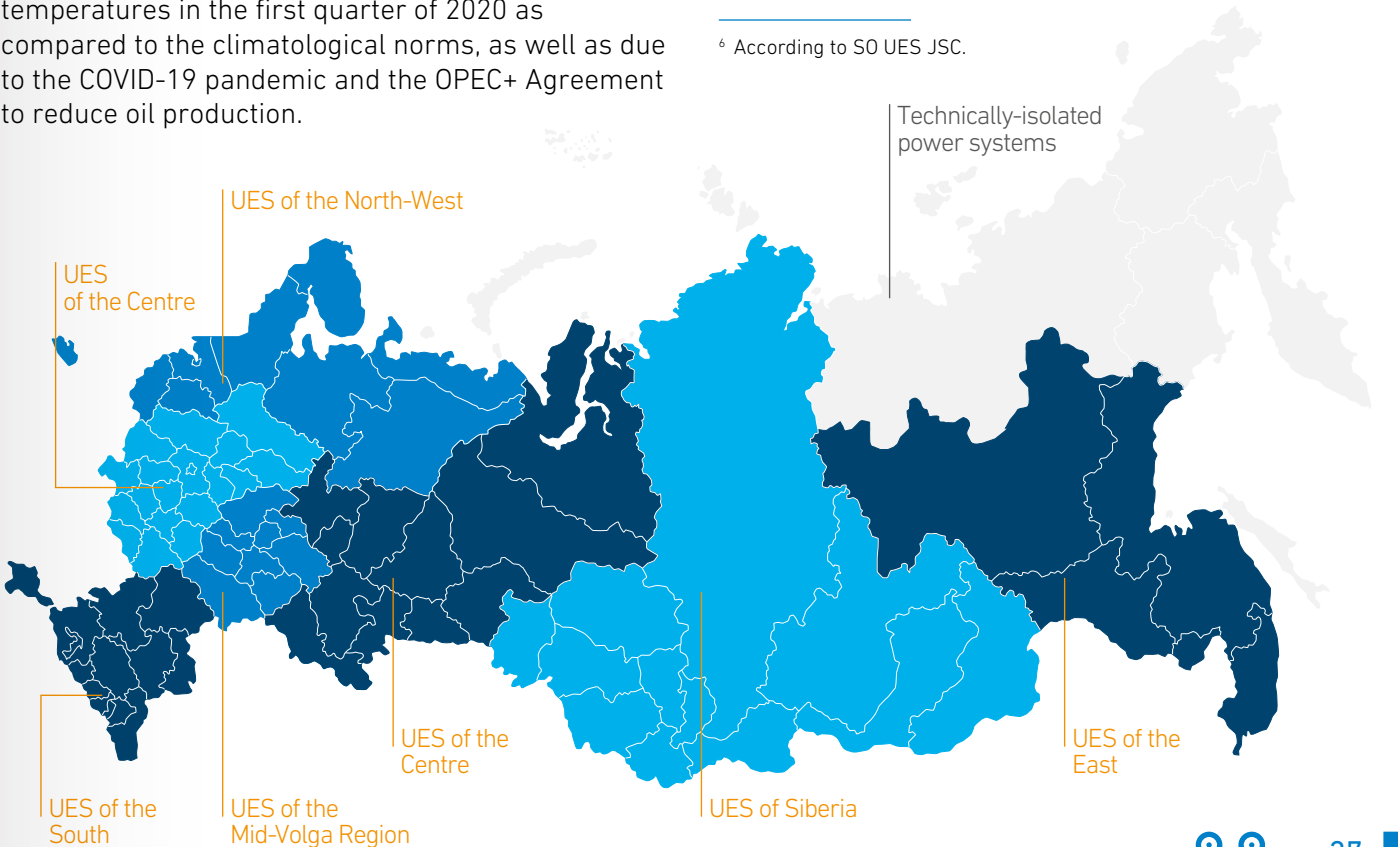 temperatures in the first quarter of 2020 as
compared to the climatological norms, as well as due
to the COVID-19 pandemic and the OPEC+ Agreement
to reduce oil production.
⁶ According to SO UES JSC.
Technically-isolated
power systems
UES of the North-West
UES
of the Centre
UES of the
Centre
UES of the
East
UES of the
South
UES of the
Mid-Volga Region
UES of Siberia